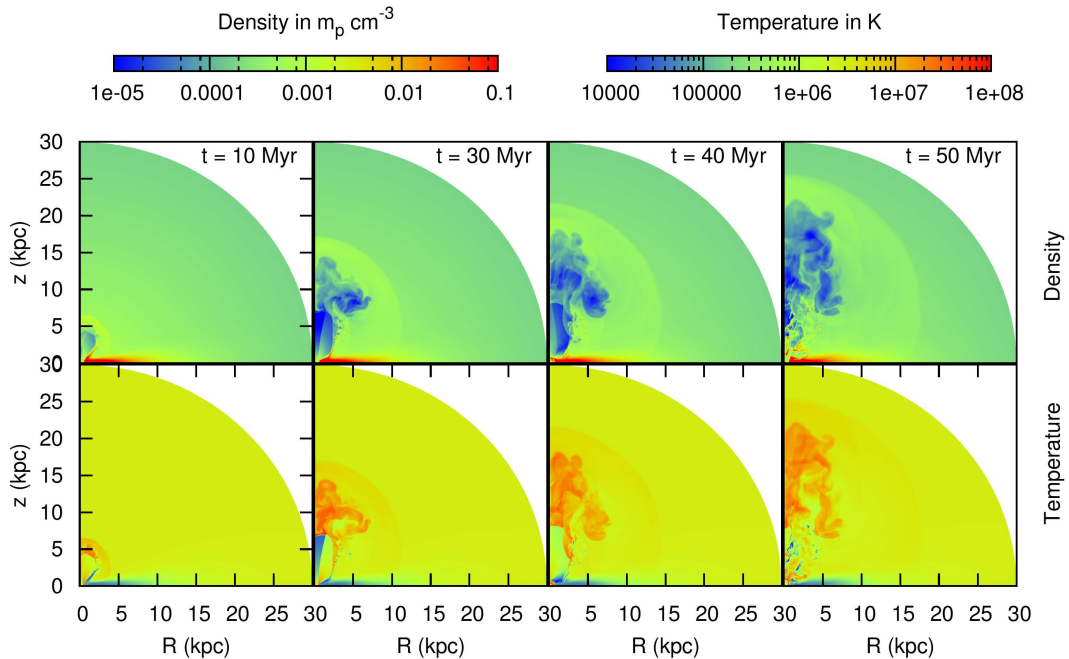 Density in m_p cm^-3 Temperature in K
1e-05 0.0001 0.001 0.01 0.1 10000 100000 1e+06 1e+07 1e+08
t = 10 Myr t = 30 Myr t = 40 Myr t = 50 Myr
30
25
20
15
10
5
0
z (kpc)
Density
30
25
20
15
10
5
0
z (kpc)
Temperature
0 5 10 15 20 25 30 5 10 15 20 25 30 5 10 15 20 25 30 5 10 15 20 25 30
R (kpc) R (kpc) R (kpc) R (kpc)